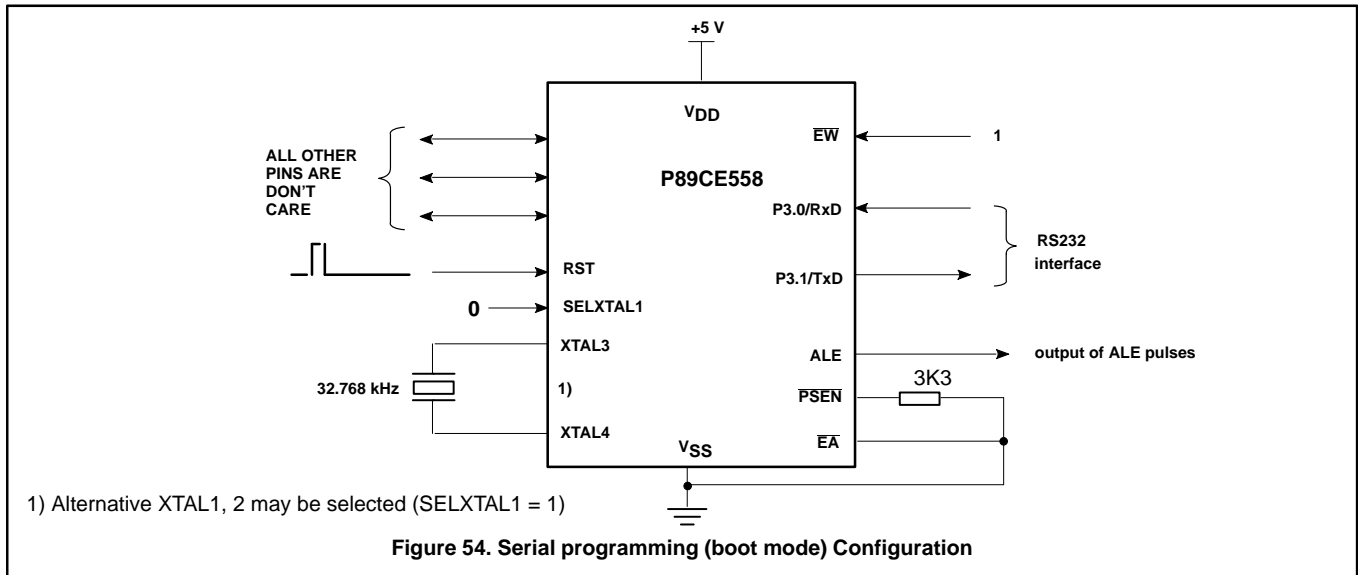 +5 V
VDD
P89CE558
ALL OTHER
PINS ARE
DON'T
CARE
RST
0
SELXTAL1
XTAL3
32.768 kHz
1)
XTAL4
VSS
EW
1
P3.0/RxD
RS232
interface
P3.1/TxD
ALE
output of ALE pulses
3K3
PSEN
EA
1) Alternative XTAL1, 2 may be selected (SELXTAL1 = 1)
Figure 54. Serial programming (boot mode) Configuration